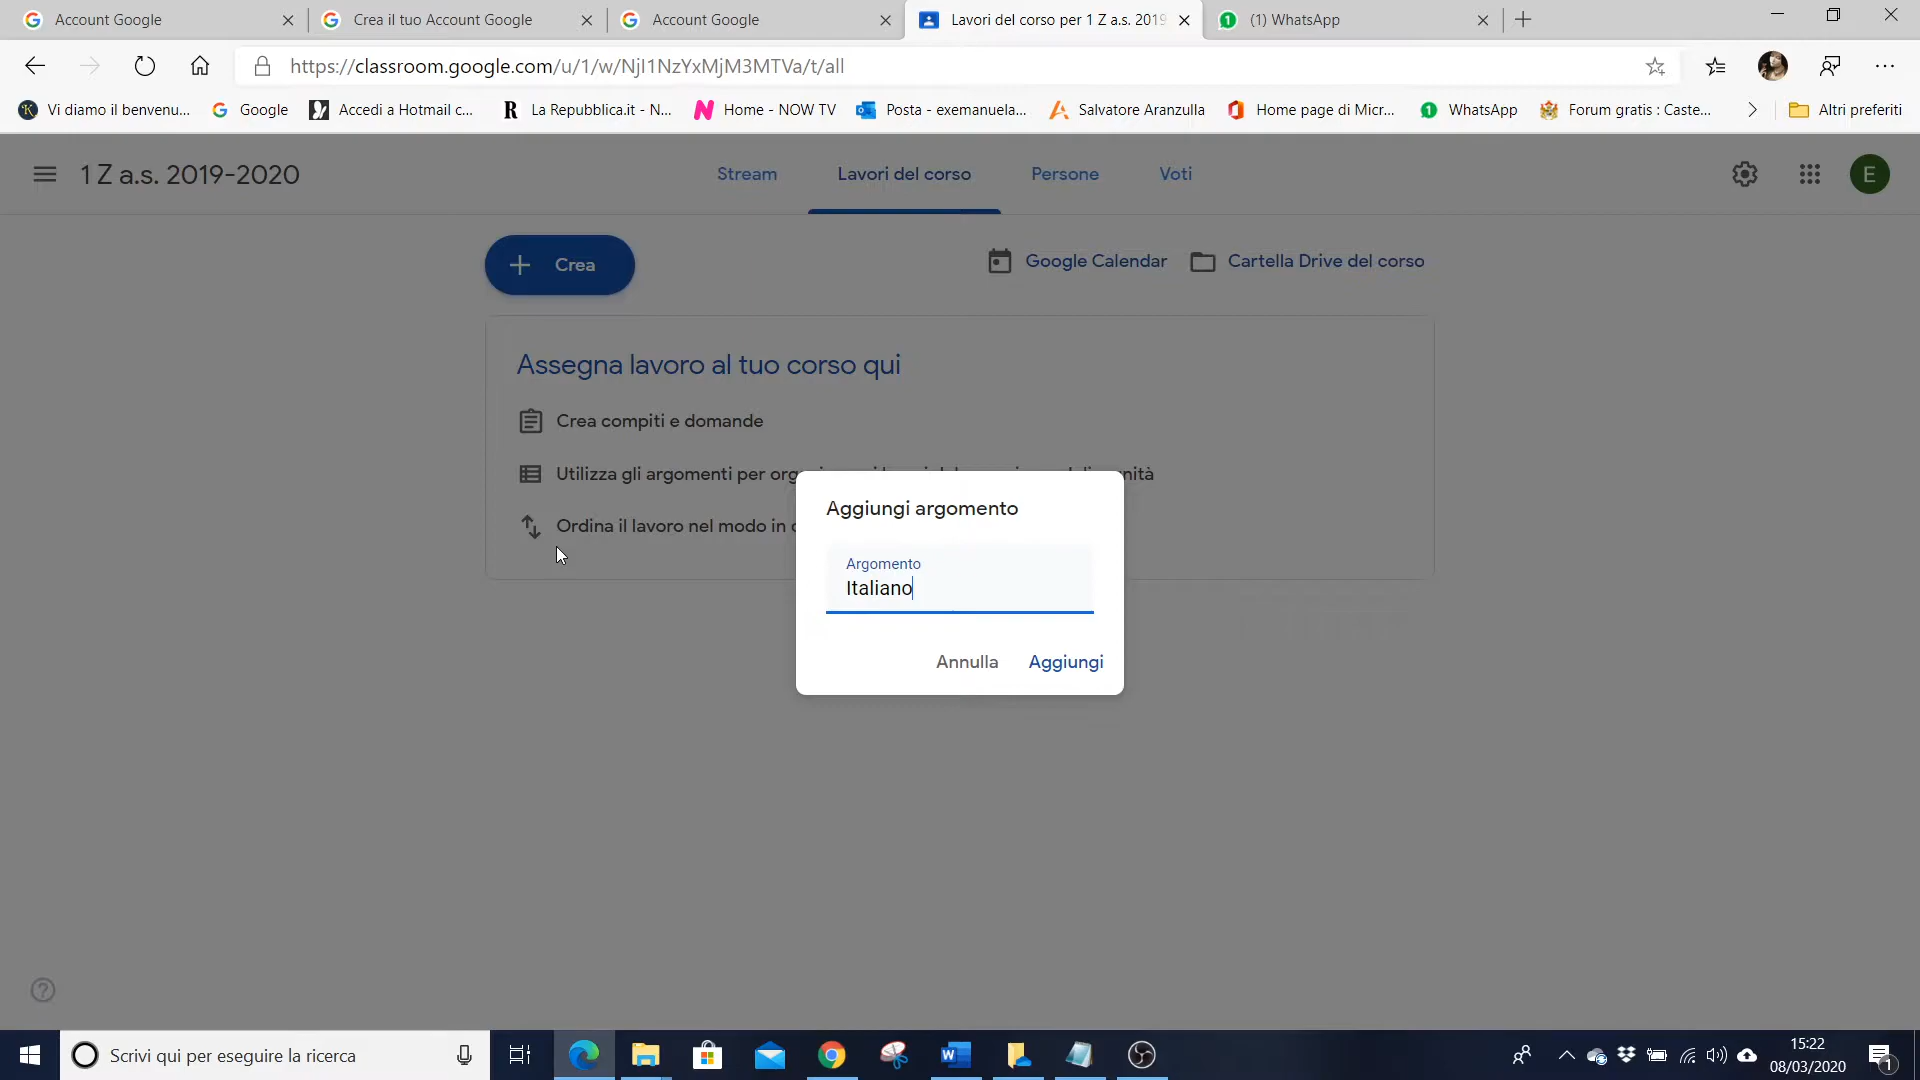 Account Google
Crea il tuo Account Google
Account Google
Lavori del corso per 1 Z a.s. 2019
(1) WhatsApp
https://classroom.google.com/u/1/w/NjI1NzYxMjM3MTVa/t/all
Vi diamo il benvenu...
Google
Accedi a Hotmail c...
La Repubblica.it - N...
Home - NOW TV
Posta - exemanuela...
Salvatore Aranzulla
Home page di Micr...
WhatsApp
Forum gratis : Caste...
Altri preferiti
1 Z a.s. 2019-2020
Stream
Lavori del corso
Persone
Voti
E
Crea
Google Calendar
Cartella Drive del corso
Assegna lavoro al tuo corso qui
Crea compiti e domande
Utilizza gli argomenti per
Ordina il lavoro nel modo in
Aggiungi argomento
Argomento
Italiano
Annulla
Aggiungi
Scrivi qui per eseguire la ricerca
15:22
08/03/2020
1